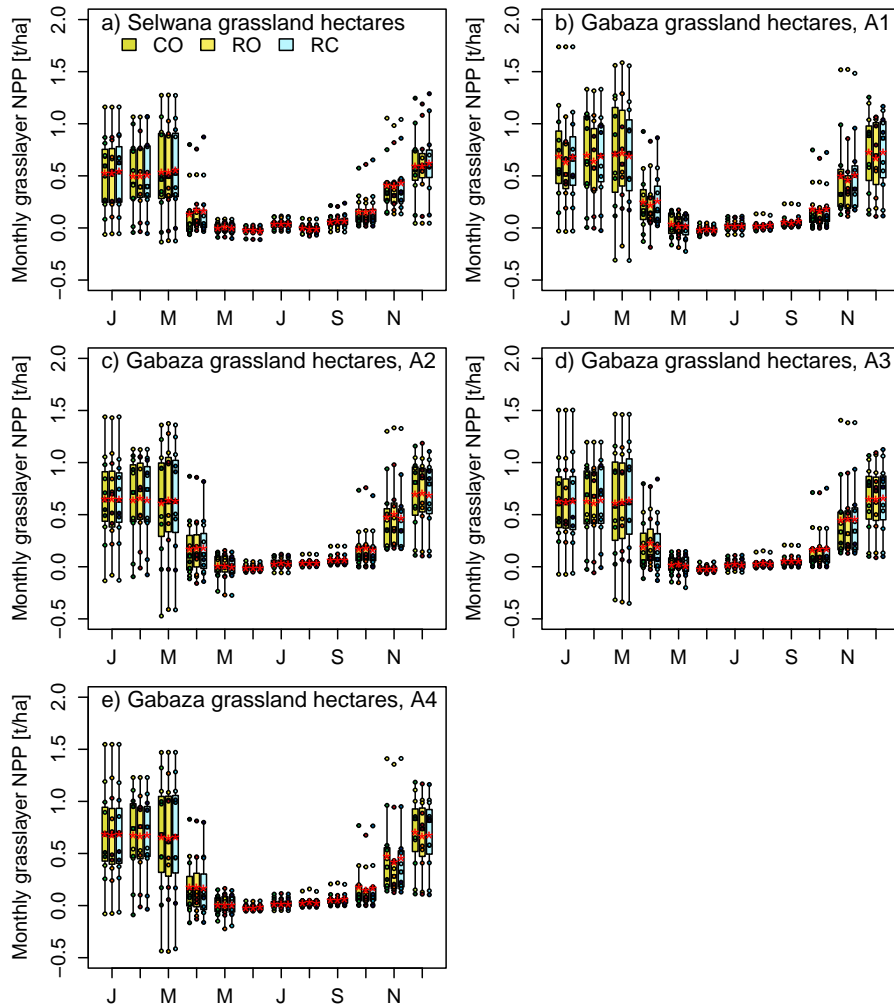 a) Selwana grassland hectares
CO RO RC
Monthly grasslayer NPP [t/ha]
2.0
1.5
1.0
0.5
0.0
−0.5
J M M J S N
b) Gabaza grassland hectares, A1
Monthly grasslayer NPP [t/ha]
2.0
1.5
1.0
0.5
0.0
−0.5
J M M J S N
c) Gabaza grassland hectares, A2
Monthly grasslayer NPP [t/ha]
2.0
1.5
1.0
0.5
0.0
−0.5
J M M J S N
d) Gabaza grassland hectares, A3
Monthly grasslayer NPP [t/ha]
2.0
1.5
1.0
0.5
0.0
−0.5
J M M J S N
e) Gabaza grassland hectares, A4
Monthly grasslayer NPP [t/ha]
2.0
1.5
1.0
0.5
0.0
−0.5
J M M J S N